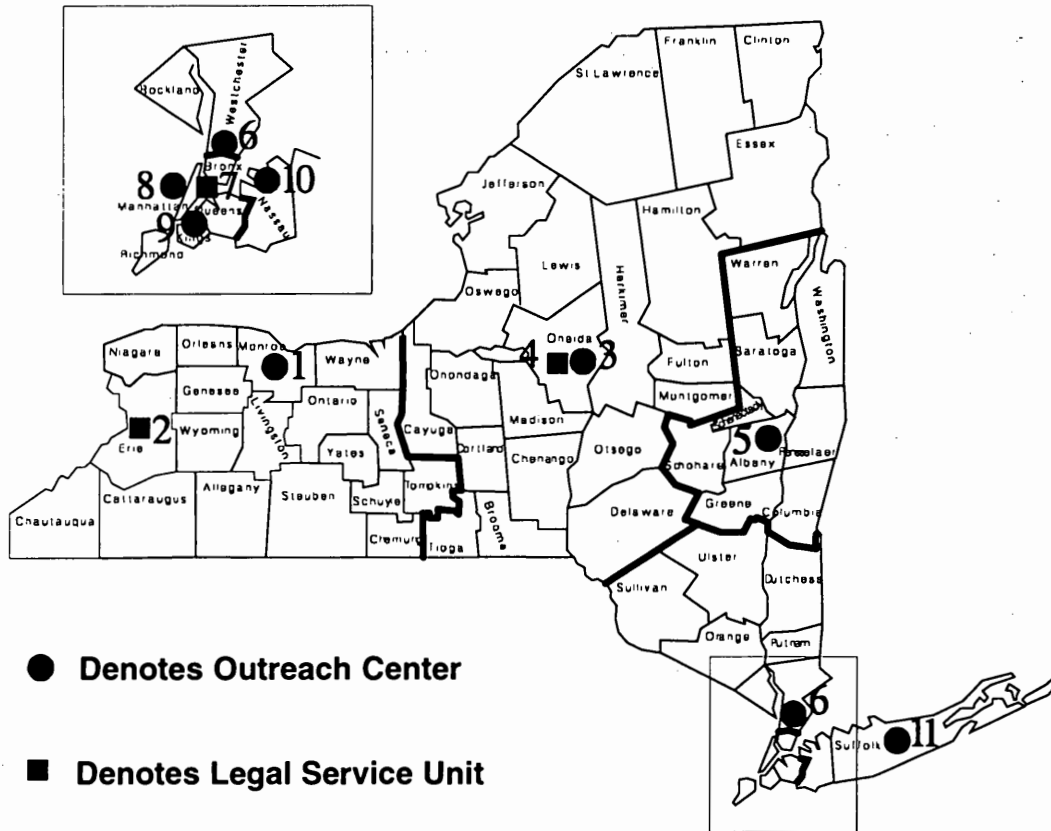 Rockland
Westchester
6
Bronx
8
7
10
Manhattan
Queens
Nassau
9
Kings
Richmond
Franklin
Clinton
St Lawrence
Essex
Jefferson
Hamilton
Lewis
Herkimer
Warren
Washington
Oswego
Oneida
4
3
Fulton
Saratoga
Niagara
Orleans
Monroe
1
Wayne
Onondaga
Montgomer
Schenectady
Genesee
Ontario
Seneca
Cayuga
Madison
2
Erie
Wyoming
Livingston
Yates
Cortland
Chenango
Otsego
Schoharie
5
Albany
Rensselaer
Chautauqua
Cattaraugus
Allegany
Steuben
Schuyle
Tompkins
Chemung
Tioga
Broome
Delaware
Greene
Columbia
Ulster
Dutchess
Sullivan
Orange
Putnam
6
Suffolk
11
Denotes Outreach Center
Denotes Legal Service Unit